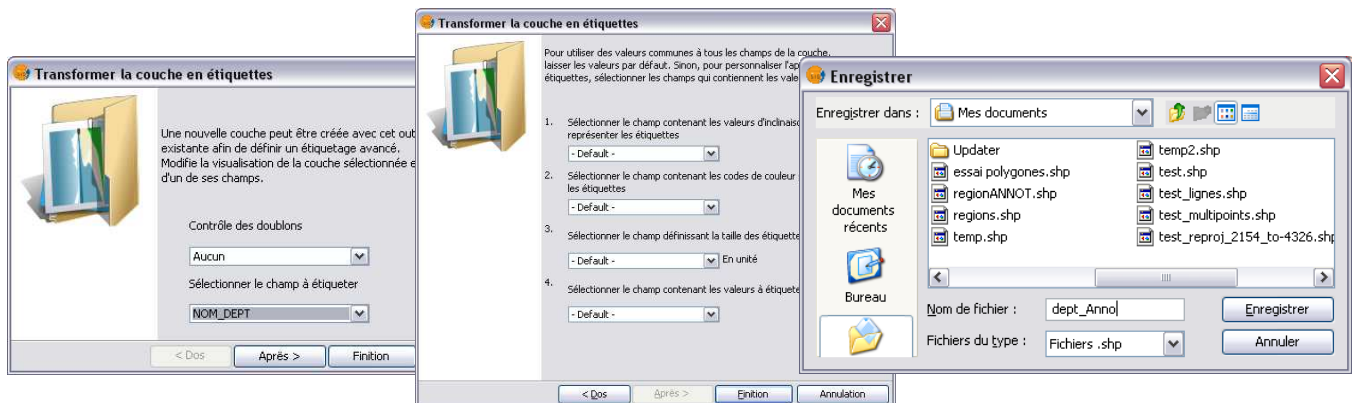 Transformer la couche en étiquettes
Une nouvelle couche peut être créée avec cet out
existante afin de définir un étiquetage avancé.
Modifie la visualisation de la couche sélectionnée e
d'un de ses champs.
Contrôle des doublons
Aucun
Sélectionner le champ à étiqueter
NOM_DEPT
< Dos
Après >
Finition
Transformer la couche en étiquettes
Pour utiliser des valeurs communes à tous les champs de la couche,
laisser les valeurs par défaut. Sinon, pour personnaliser l'ap
étiquettes, sélectionner les champs qui contiennent les vale
1. Sélectionner le champ contenant les valeurs d'inclinaiso
représenter les étiquettes
- Default -
2. Sélectionner le champ contenant les codes de couleur
les étiquettes
- Default -
3. Sélectionner le champ définissant la taille des étiquette
- Default - En unité
4. Sélectionner le champ contenant les valeurs à étiquete
- Default -
< Dos
Après >
Finition
Annulation
Enregistrer
Enregistrer dans :
Mes documents
Mes
documents
récents
Bureau
Updater
essai polygones.shp
regionANNOT.shp
regions.shp
temp.shp
temp2.shp
test.shp
test_lignes.shp
test_multipoints.shp
test_reproj_2154_to-4326.shp
Nom de fichier :
dept_Anno
Enregistrer
Fichiers du type :
Fichiers .shp
Annuler